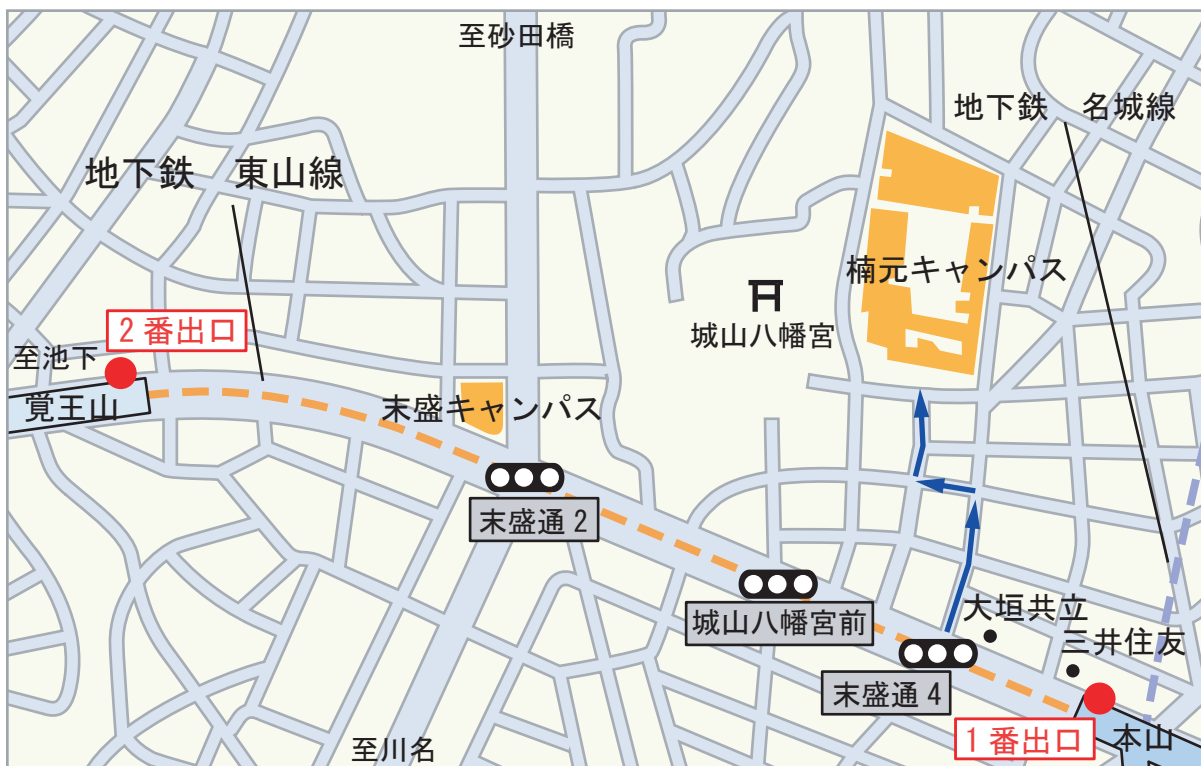 至砂田橋
地下鉄　名城線
地下鉄　東山線
楠元キャンパス
2番出口
城山八幡宮
至池下
覚王山
末盛キャンパス
末盛通2
城山八幡宮前
大垣共立
三井住友
末盛通4
1番出口
本山
至川名